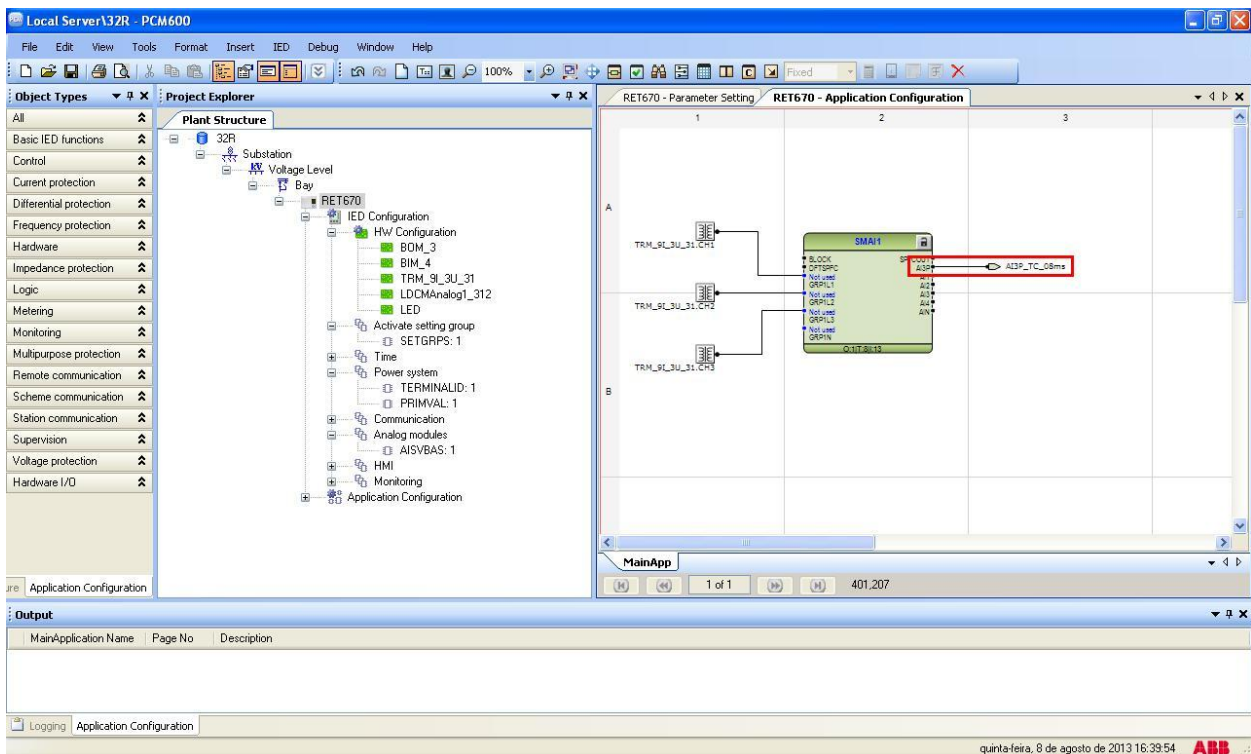 Local Server\32R - PCM600
File Edit View Tools Format Insert IED Debug Window Help
100%
Fixed
Object Types
All
Basic IED functions
Control
Current protection
Differential protection
Frequency protection
Hardware
Impedance protection
Logic
Metering
Monitoring
Multipurpose protection
Remote communication
Scheme communication
Station communication
Supervision
Voltage protection
Hardware I/O
ure Application Configuration
Project Explorer
Plant Structure
32R
Substation
Voltage Level
Bay
RET670
IED Configuration
HW Configuration
BOM_3
BIM_4
TRM_9I_3U_31
LDCMAnalog1_312
LED
Activate setting group
SETGRPS: 1
Time
Power system
TERMINALID: 1
PRIMVAL: 1
Communication
Analog modules
AISVBAS: 1
HMI
Monitoring
Application Configuration
RET670 - Parameter Setting RET670 - Application Configuration
1 2 3
A
B
TRM_9I_3U_31.CH1
TRM_9I_3U_31.CH2
TRM_9I_3U_31.CH3
SMAI1
BLOCK
DFTSPFC
Not used
GRP1L1
Not used
GRP1L2
Not used
GRP1L3
Not used
GRP1N
AI3P
AI1
AI2
AI3
AI4
AIN
AI3P_TC_08ms
MainApp
1 of 1 401,207
Output
MainApplication Name Page No Description
Logging Application Configuration
quinta-feira, 8 de agosto de 2013 16:39:54 ABB